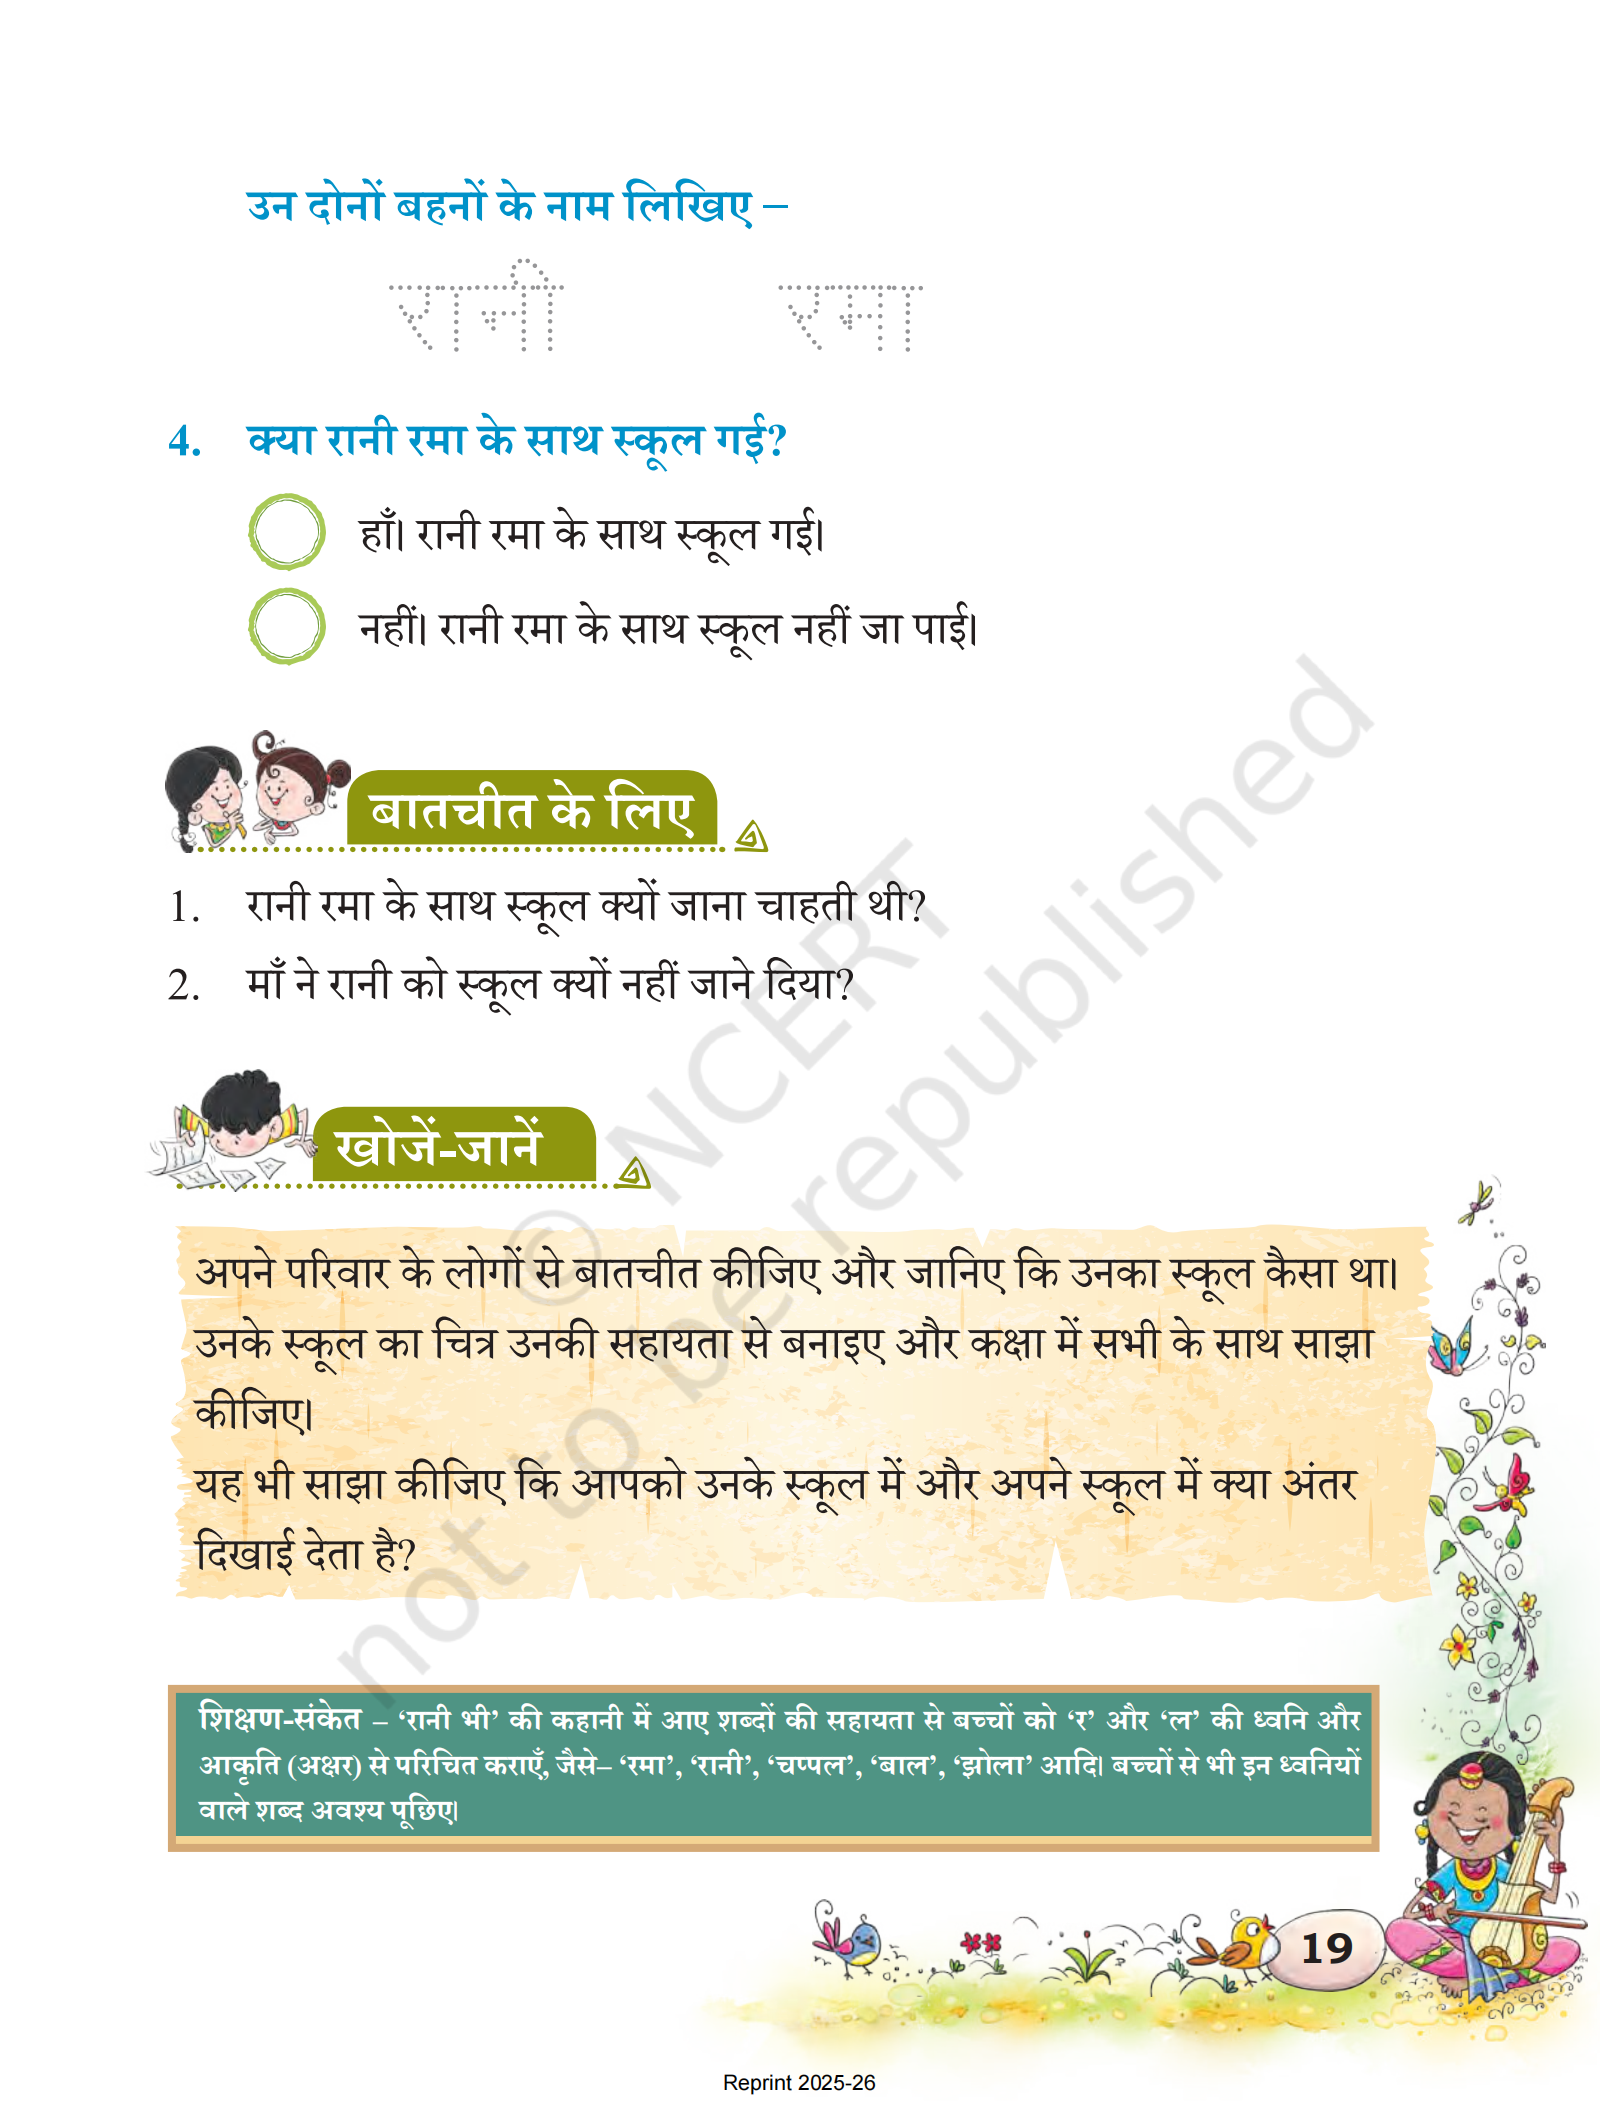 उन दोनों बहनों के नाम लिखिए –
रानी रमा
4. क्या रानी रमा के साथ स्कूल गई?
हाँ। रानी रमा के साथ स्कूल गई।
नहीं। रानी रमा के साथ स्कूल नहीं जा पाई।
बातचीत के लिए
1. रानी रमा के साथ स्कूल क्यों जाना चाहती थी?
2. माँ ने रानी को स्कूल क्यों नहीं जाने दिया?
खोजें-जानें
अपने परिवार के लोगों से बातचीत कीजिए और जानिए कि उनका स्कूल कैसा था।
उनके स्कूल का चित्र उनकी सहायता से बनाइए और कक्षा में सभी के साथ साझा
कीजिए।
यह भी साझा कीजिए कि आपको उनके स्कूल में और अपने स्कूल में क्या अंतर
दिखाई देता है?
शिक्षण-संकेत – ‘रानी भी’ की कहानी में आए शब्दों की सहायता से बच्चों को ‘र’ और ‘ल’ की ध्वनि और
आकृति (अक्षर) से परिचित कराएँ, जैसे– ‘रमा’, ‘रानी’, ‘चप्पल’, ‘बाल’, ‘झोला’ आदि। बच्चों से भी इन ध्वनियों
वाले शब्द अवश्य पूछिए।
19
Reprint 2025-26
© NCERT
not to be republished